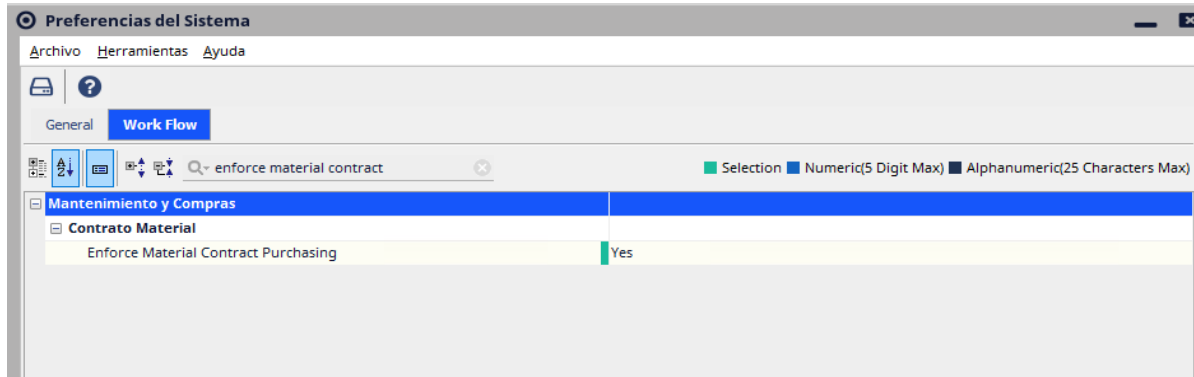 Preferencias del Sistema
Archivo Herramientas Ayuda
General Work Flow
enforce material contract Selection Numeric(5 Digit Max) Alphanumeric(25 Characters Max)
Mantenimiento y Compras
Contrato Material
Enforce Material Contract Purchasing Yes